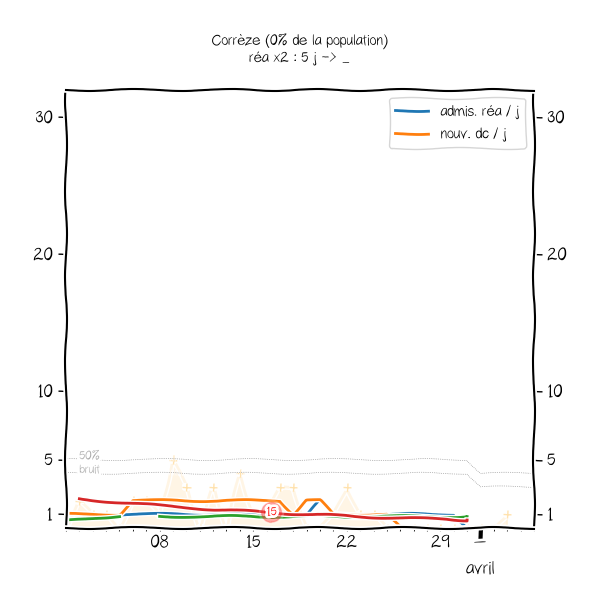 Corrèze (0% de la population)
réa x2 : 5 j -> _
admis. réa / j
nouv. dc / j
30
30
20
20
10
10
50%
5
5
bruit
15
1
1
08
15
22
29
_
avril